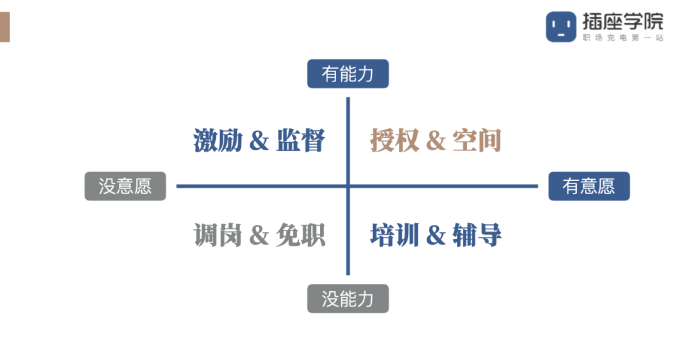 插座学院
职场充电第一站
有能力
激励 & 监督
授权 & 空间
没意愿
有意愿
调岗 & 免职
培训 & 辅导
没能力